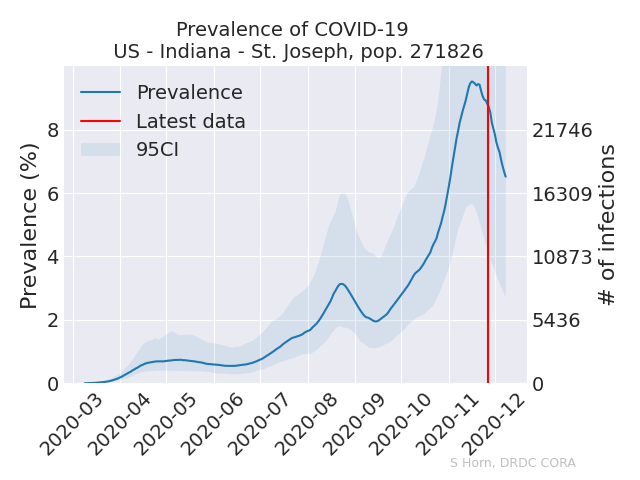 Prevalence of COVID-19
US - Indiana - St. Joseph, pop. 271826
Prevalence
Latest data
95CI
Prevalence (%)
8
6
4
2
0
21746
16309
10873
5436
0
# of infections
2020-03
2020-04
2020-05
2020-06
2020-07
2020-08
2020-09
2020-10
2020-11
2020-12
S Horn, DRDC CORA